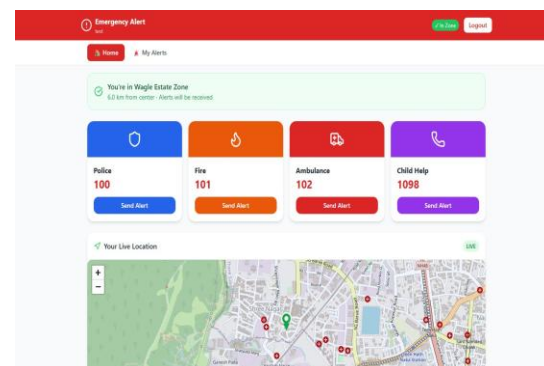 Emergency Alert
test
✓ In Zone
Logout
Home
My Alerts
You're in Wagle Estate Zone
6.0 km from center - Alerts will be received
Police
100
Send Alert
Fire
101
Send Alert
Ambulance
102
Send Alert
Child Help
1098
Send Alert
Your Live Location
LIVE
+
−